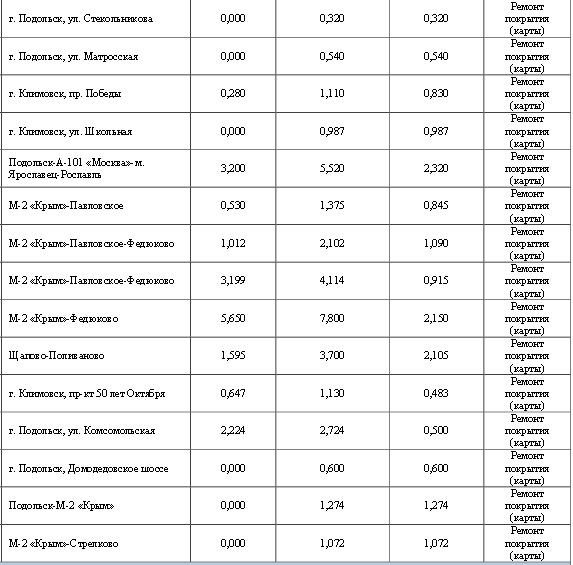 г. Подольск, ул. Стекольникова 0,000 0,320 0,320 Ремонт покрытия (карты)
г. Подольск, ул. Матросская 0,000 0,540 0,540 Ремонт покрытия (карты)
г. Климовск, пр. Победы 0,280 1,110 0,830 Ремонт покрытия (карты)
г. Климовск, ул. Школьная 0,000 0,987 0,987 Ремонт покрытия (карты)
Подольск-А-101 «Москва»-м.
Ярославец-Рославль 3,200 5,520 2,320 Ремонт покрытия (карты)
М-2 «Крым»-Павловское 0,530 1,375 0,845 Ремонт покрытия (карты)
М-2 «Крым»-Павловское-Федюково 1,012 2,102 1,090 Ремонт покрытия (карты)
М-2 «Крым»-Павловское-Федюково 3,199 4,114 0,915 Ремонт покрытия (карты)
М-2 «Крым»-Федюково 5,650 7,800 2,150 Ремонт покрытия (карты)
Щапово-Поливаново 1,595 3,700 2,105 Ремонт покрытия (карты)
г. Климовск, пр-кт 50 лет Октября 0,647 1,130 0,483 Ремонт покрытия (карты)
г. Подольск, ул. Комсомольская 2,224 2,724 0,500 Ремонт покрытия (карты)
г. Подольск, Домодедовское шоссе 0,000 0,600 0,600 Ремонт покрытия (карты)
Подольск-М-2 «Крым» 0,000 1,274 1,274 Ремонт покрытия (карты)
М-2 «Крым»-Стрелково 0,000 1,072 1,072 Ремонт покрытия (карты)